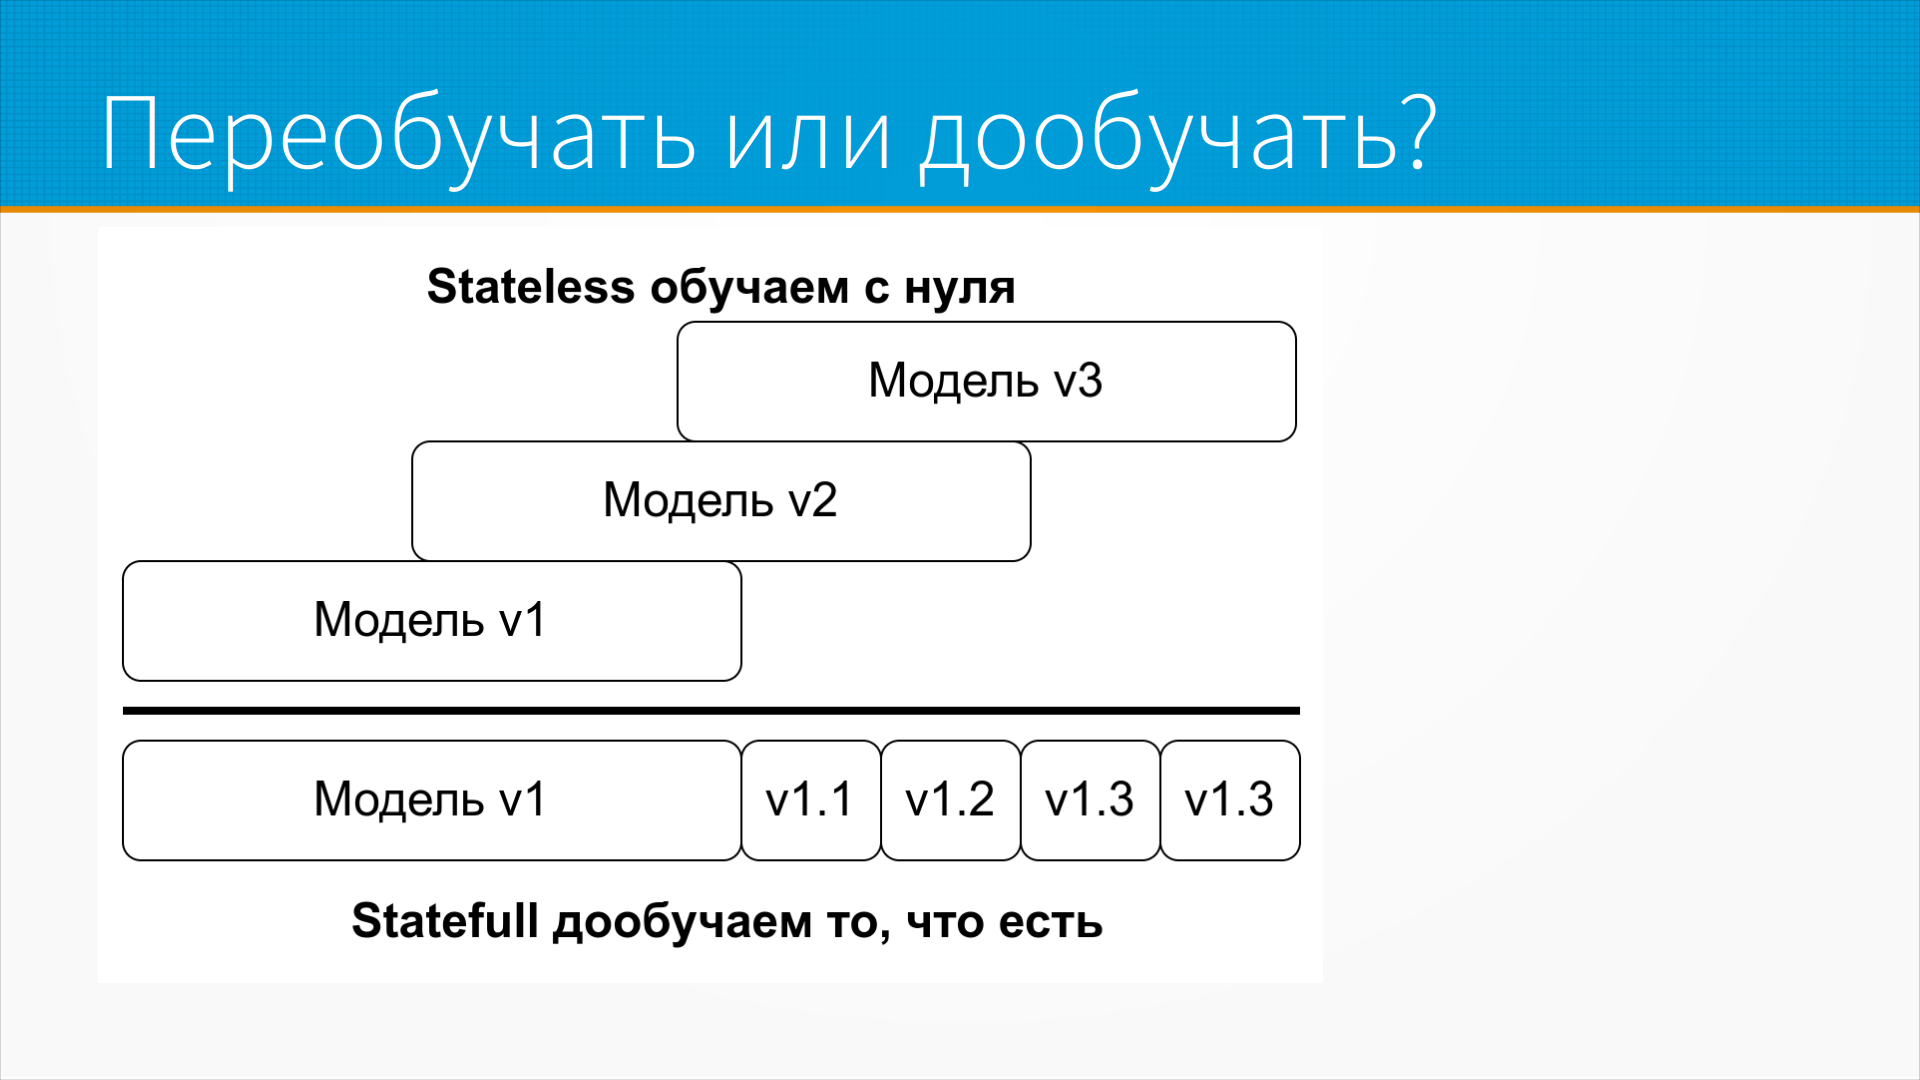 Переобучать или дообучать?
Stateless обучаем с нуля
Модель v3
Модель v2
Модель v1
Модель v1 v1.1 v1.2 v1.3 v1.3
Statefull дообучаем то, что есть